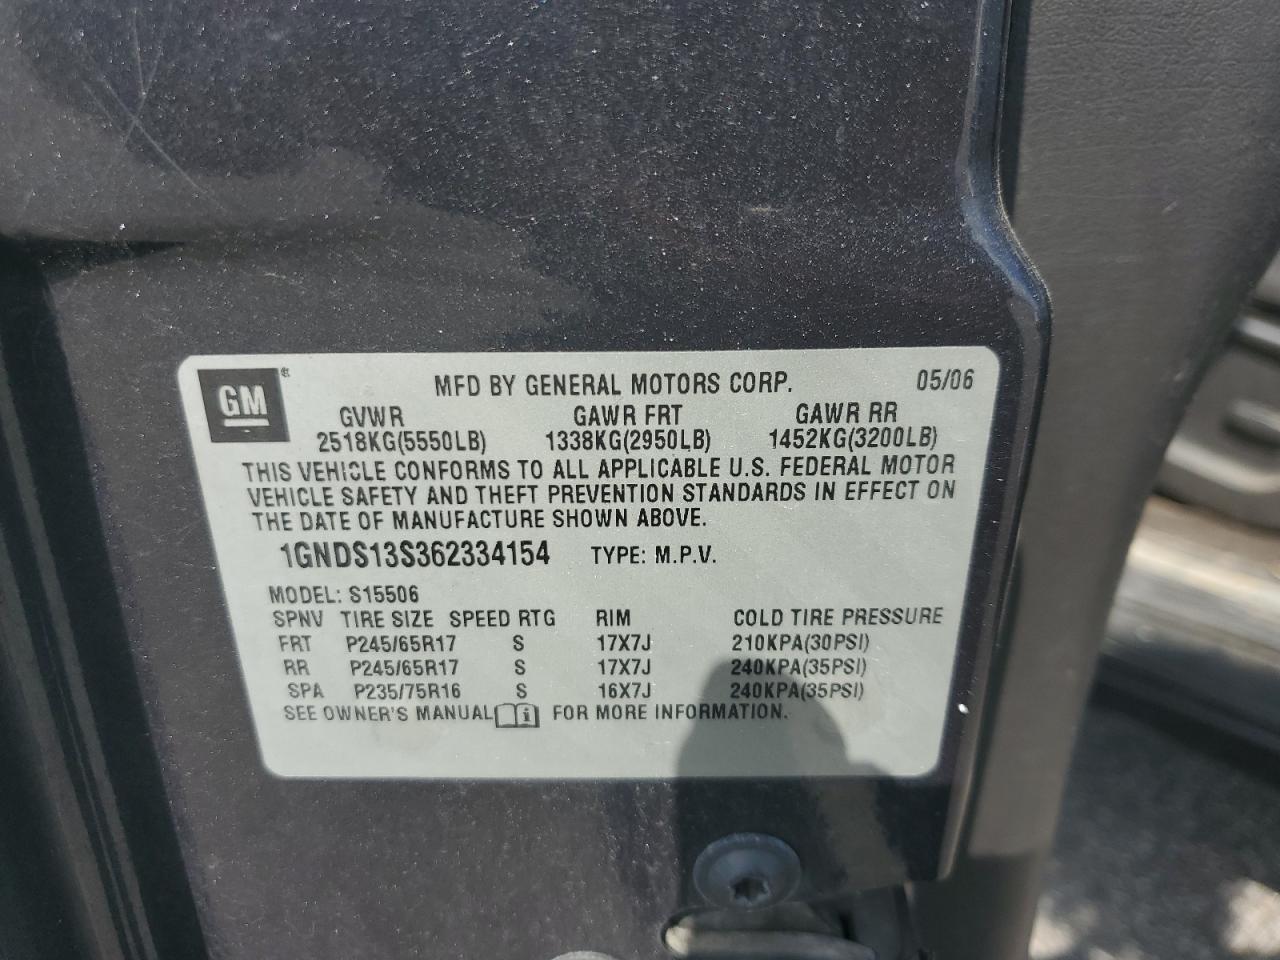 GM®
MFD BY GENERAL MOTORS CORP. 05/06
GVWR GAWR FRT GAWR RR
2518KG(5550LB) 1338KG(2950LB) 1452KG(3200LB)
THIS VEHICLE CONFORMS TO ALL APPLICABLE U.S. FEDERAL MOTOR
VEHICLE SAFETY AND THEFT PREVENTION STANDARDS IN EFFECT ON
THE DATE OF MANUFACTURE SHOWN ABOVE.
1GNDS13S362334154 TYPE: M.P.V.
MODEL: S15506
SPNV TIRE SIZE SPEED RTG RIM COLD TIRE PRESSURE
FRT P245/65R17 S 17X7J 210KPA(30PSI)
RR P245/65R17 S 17X7J 240KPA(35PSI)
SPA P235/75R16 S 16X7J 240KPA(35PSI)
SEE OWNER'S MANUAL i FOR MORE INFORMATION.